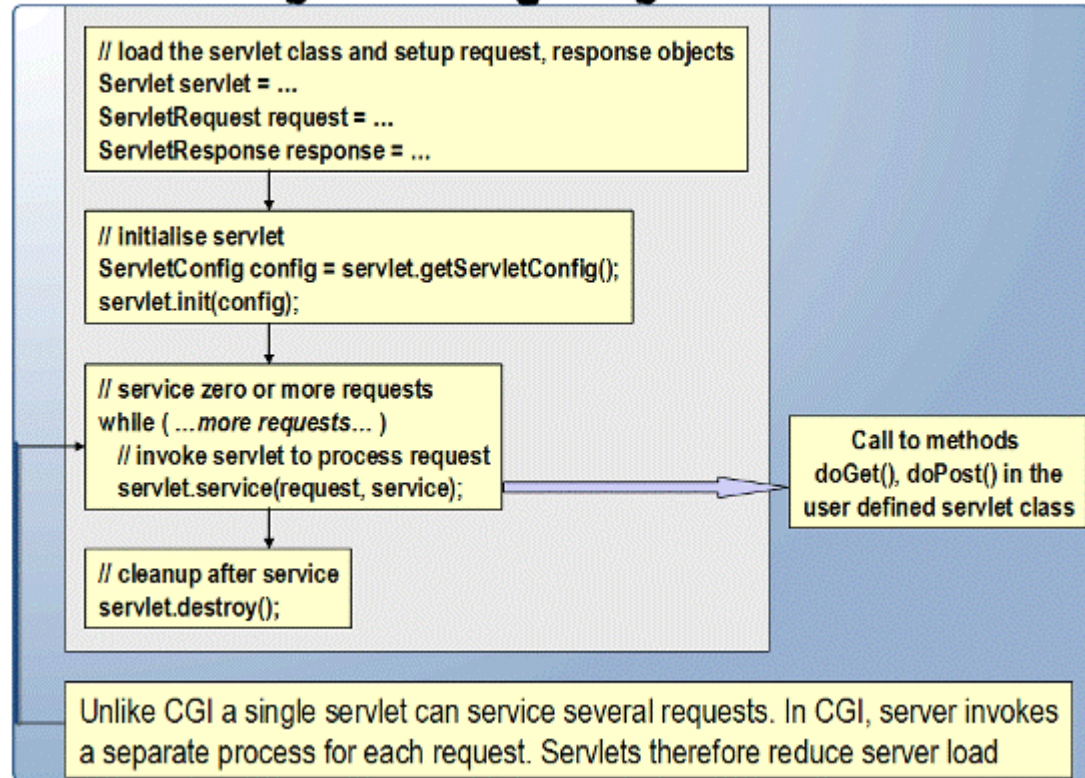 // load the servlet class and setup request, response objects
Servlet servlet = ...
ServletRequest request = ...
ServletResponse response = ...
// initialise servlet
ServletConfig config = servlet.getServletConfig();
servlet.init(config);
// service zero or more requests
while ( ...more requests... )
// invoke servlet to process request
servlet.service(request, service);
Call to methods
doGet(), doPost() in the
user defined servlet class
// cleanup after service
servlet.destroy();
Unlike CGI a single servlet can service several requests. In CGI, server invokes
a separate process for each request. Servlets therefore reduce server load